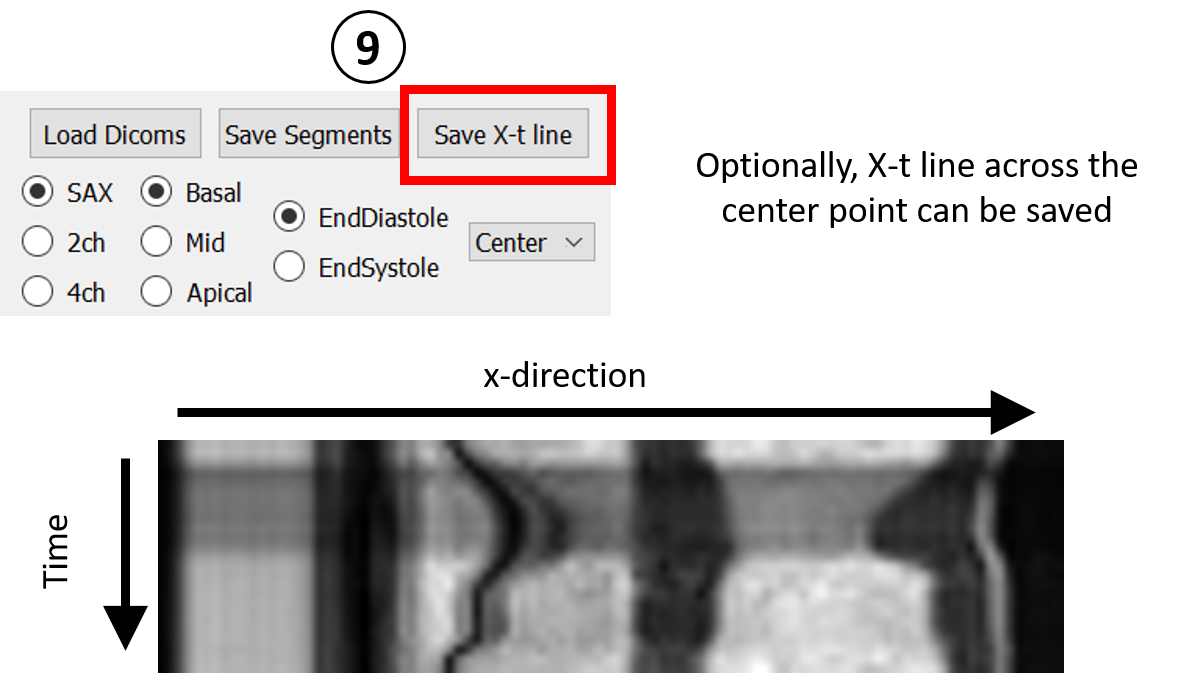 9
Load Dicoms Save Segments Save X-t line
SAX Basal
EndDiastole
2ch Mid
Center
EndSystole
4ch Apical
Optionally, X-t line across the
center point can be saved
x-direction
Time